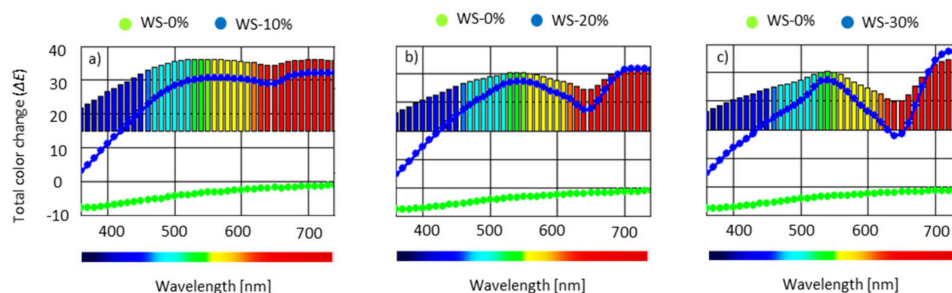 WS-0% WS-10%
WS-0% WS-20%
WS-0% WS-30%
Total color change (ΔE)
40
30
20
10
0
-10
a)
b)
c)
400 500 600 700
400 500 600 700
400 500 600 700
Wavelength [nm]
Wavelength [nm]
Wavelength [nm]